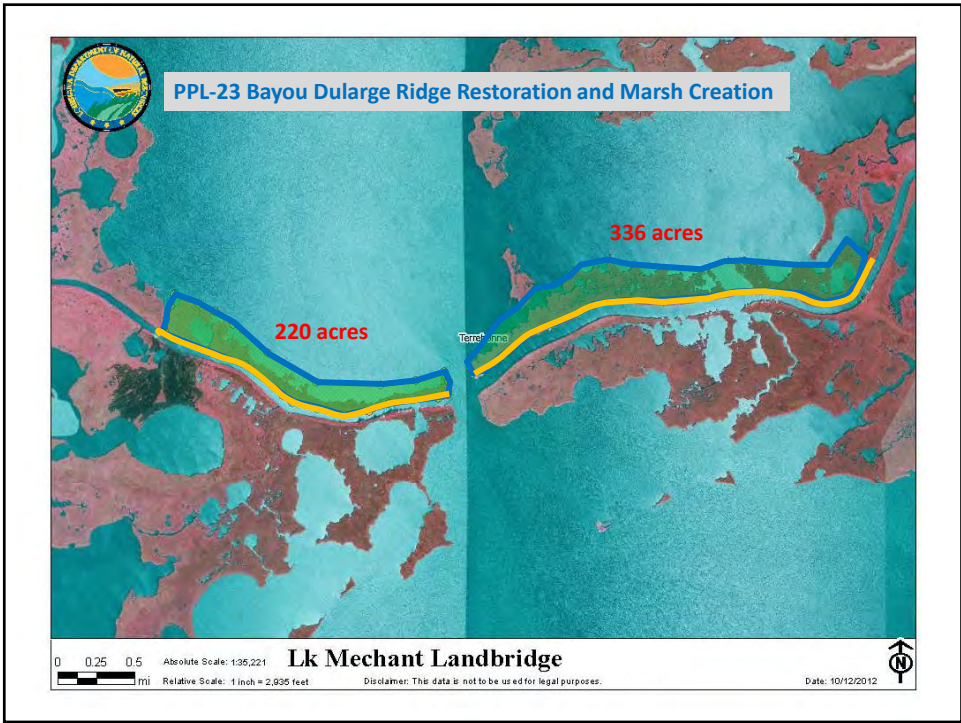 PPL-23 Bayou Dularge Ridge Restoration and Marsh Creation
336 acres
220 acres
Terrebonne
0 0.25 0.5
mi
Absolute Scale: 1:35,221
Relative Scale: 1 inch = 2,935 feet
Lk Mechant Landbridge
Disclaimer: This data is not to be used for legal purposes.
N
Date: 10/12/2012